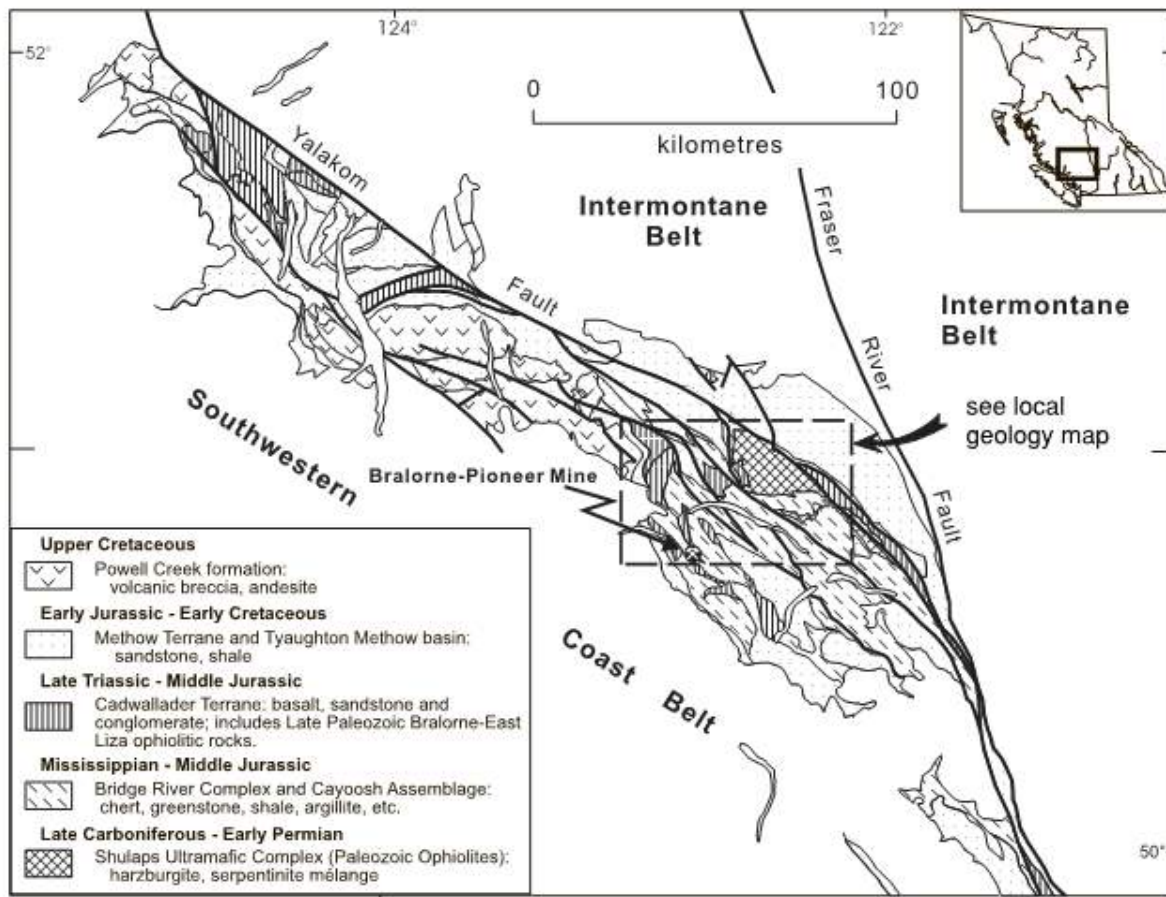 124°
122°
52°
0
100
kilometres
Yalakom
Fault
Intermontane
Belt
Fraser
River
Fault
Intermontane
Belt
see local
geology map
Southwestern
Bralorne-Pioneer Mine
Coast Belt
50°
Upper Cretaceous
Powell Creek formation:
volcanic breccia, andesite
Early Jurassic - Early Cretaceous
Methow Terrane and Tyaughton Methow basin:
sandstone, shale
Late Triassic - Middle Jurassic
Cadwallader Terrane: basalt, sandstone and
conglomerate; includes Late Paleozoic Bralorne-East
Liza ophiolitic rocks.
Mississippian - Middle Jurassic
Bridge River Complex and Cayoosh Assemblage:
chert, greenstone, shale, argillite, etc.
Late Carboniferous - Early Permian
Shulaps Ultramafic Complex (Paleozoic Ophiolites):
harzburgite, serpentinite mélange